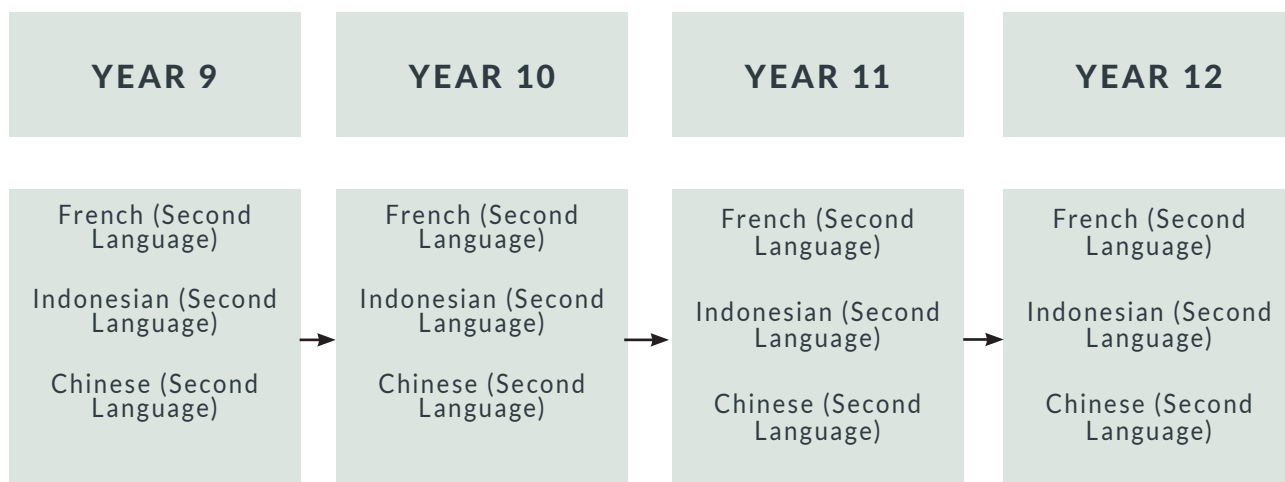 YEAR 9
YEAR 10
YEAR 11
YEAR 12
French (Second
Language)
Indonesian (Second
Language)
Chinese (Second
Language)
French (Second
Language)
Indonesian (Second
Language)
Chinese (Second
Language)
French (Second
Language)
Indonesian (Second
Language)
Chinese (Second
Language)
French (Second
Language)
Indonesian (Second
Language)
Chinese (Second
Language)